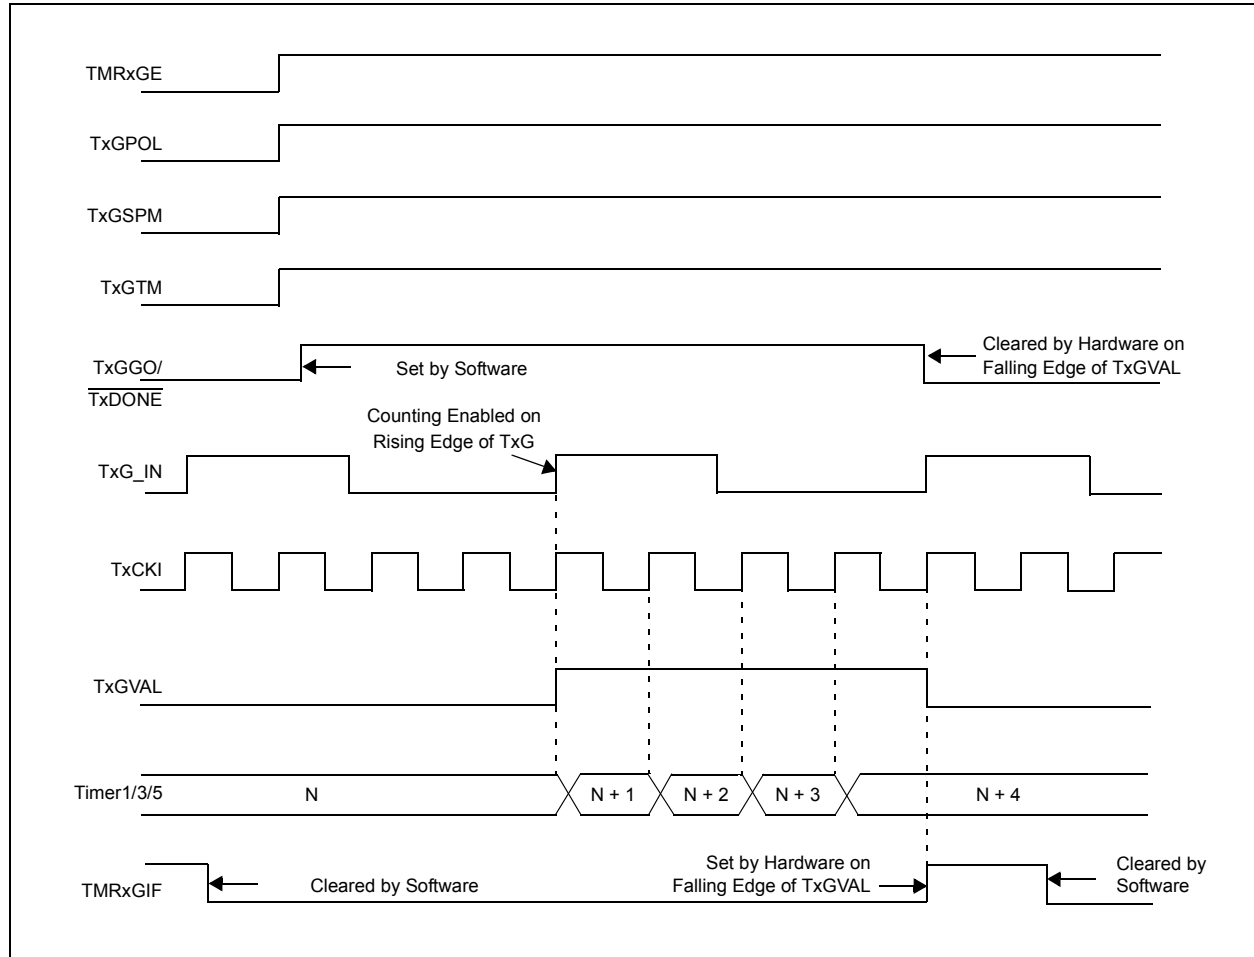 TMRxGE
TxGPOL
TxGSPM
TxGTM
TxGGO/
TxDONE
Set by Software
Cleared by Hardware on
Falling Edge of TxGVAL
Counting Enabled on
Rising Edge of TxG
TxG_IN
TxCKI
TxGVAL
Timer1/3/5
N
N + 1
N + 2
N + 3
N + 4
TMRxGIF
Cleared by Software
Set by Hardware on
Falling Edge of TxGVAL
Cleared by
Software